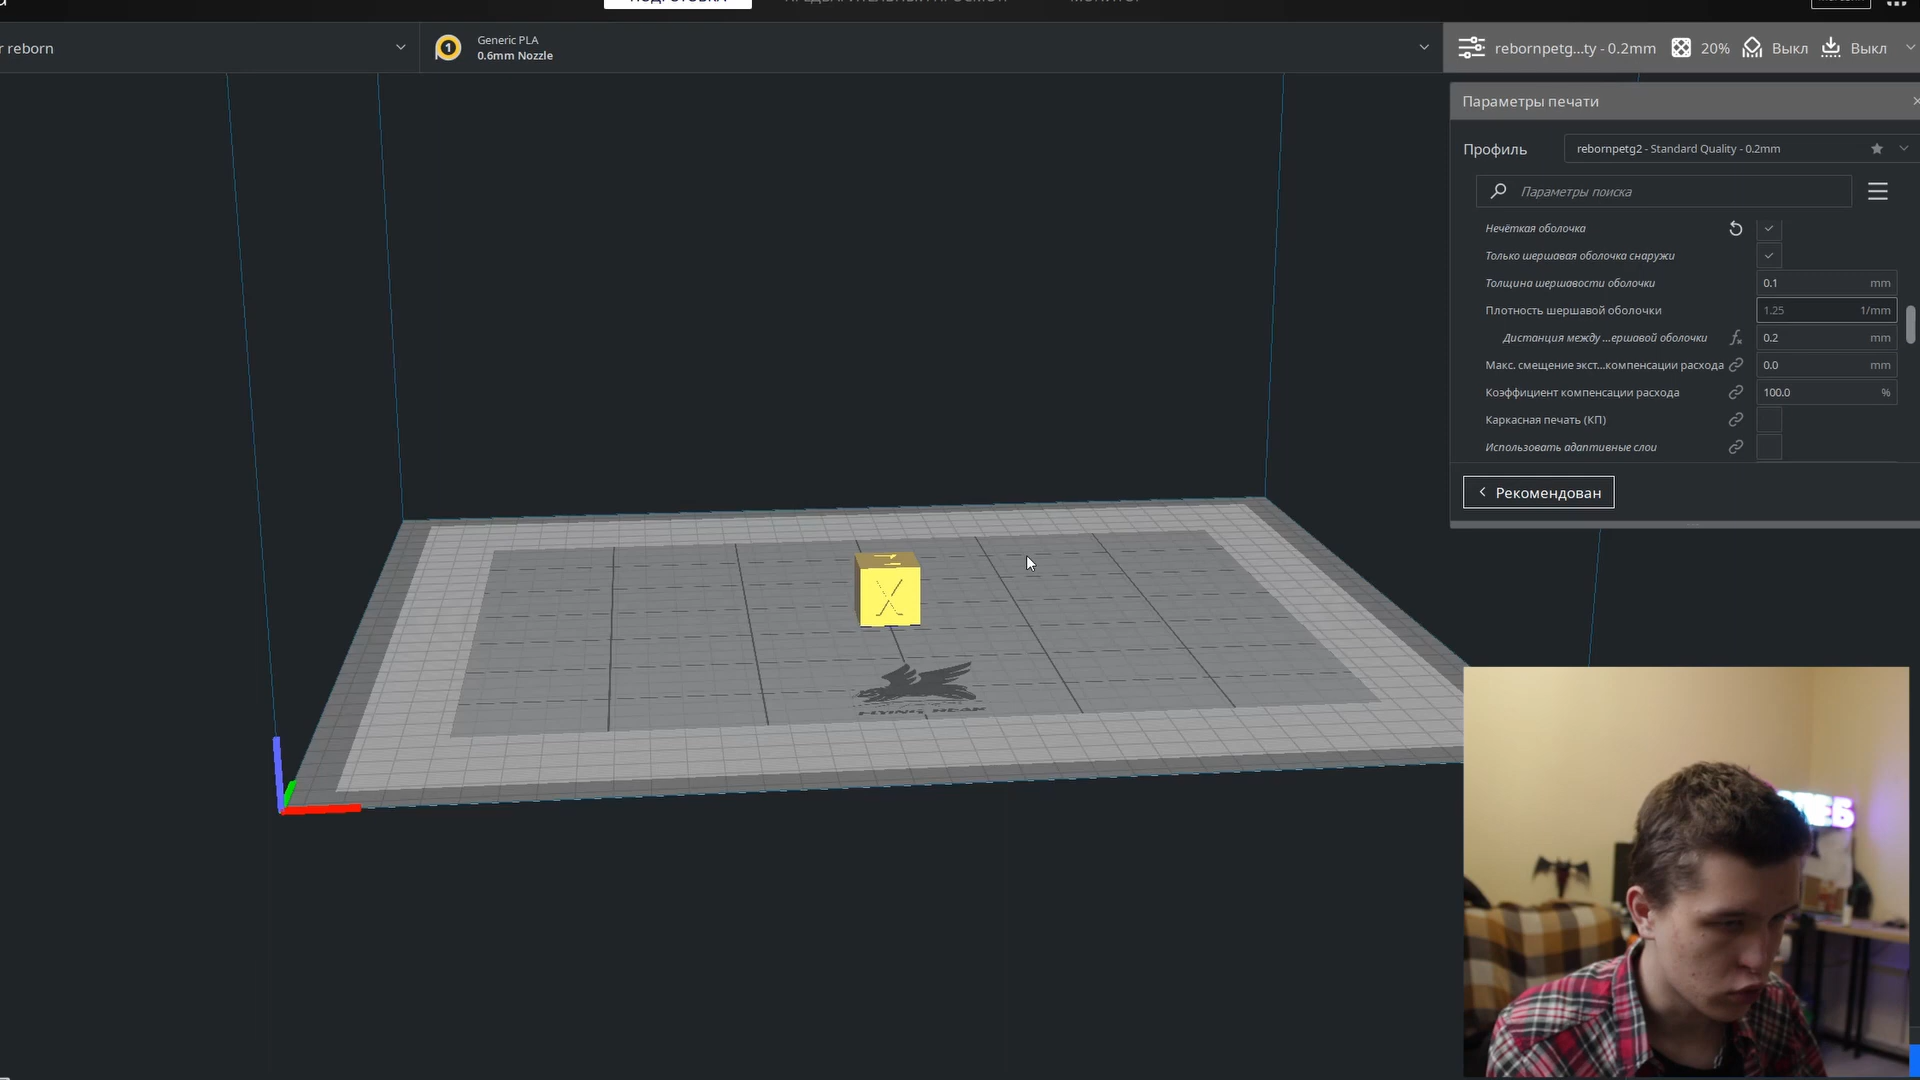 r reborn
1
Generic PLA
0.6mm Nozzle
rebornpetg...ty - 0.2mm
20%
Выкл
Выкл
Параметры печати
Профиль
rebornpetg2 - Standard Quality - 0.2mm
Параметры поиска
Нечёткая оболочка
Только шершавая оболочка снаружи
Толщина шершавости оболочки
0.1 mm
Плотность шершавой оболочки
1.25 1/mm
Дистанция между ...ершавой оболочки
0.2 mm
Макс. смещение экст...компенсации расхода
0.0 mm
Коэффициент компенсации расхода
100.0 %
Каркасная печать (КП)
Использовать адаптивные слои
Рекомендован
X
FLYING BEAR